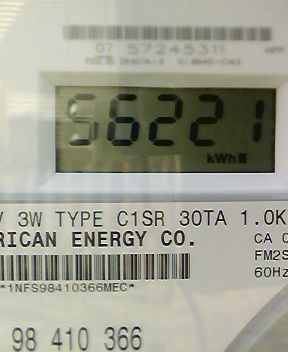 07 57245311
56221
kWh
V 3W TYPE C1SR 30TA 1.0K
RICAN ENERGY CO.
CA 0
FM2S
60Hz
*1NFS98410366MEC*
98 410 366